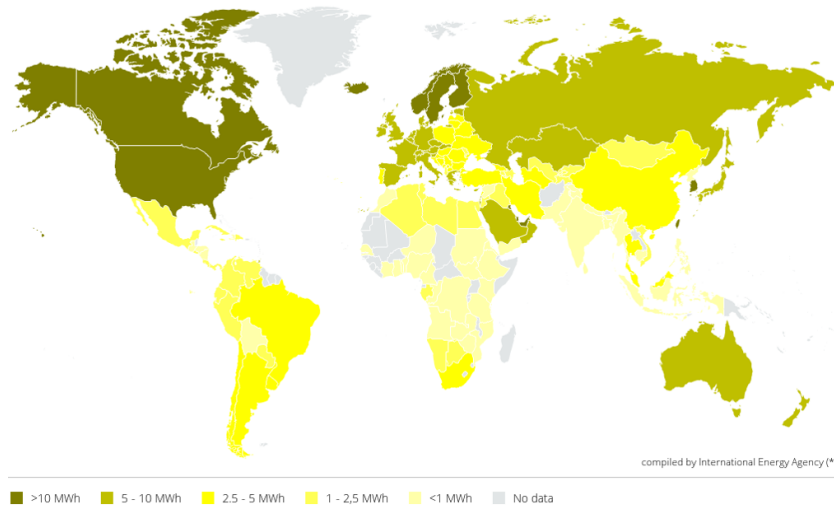 compiled by International Energy Agency (*
>10 MWh 5 - 10 MWh 2.5 - 5 MWh 1 - 2,5 MWh <1 MWh No data